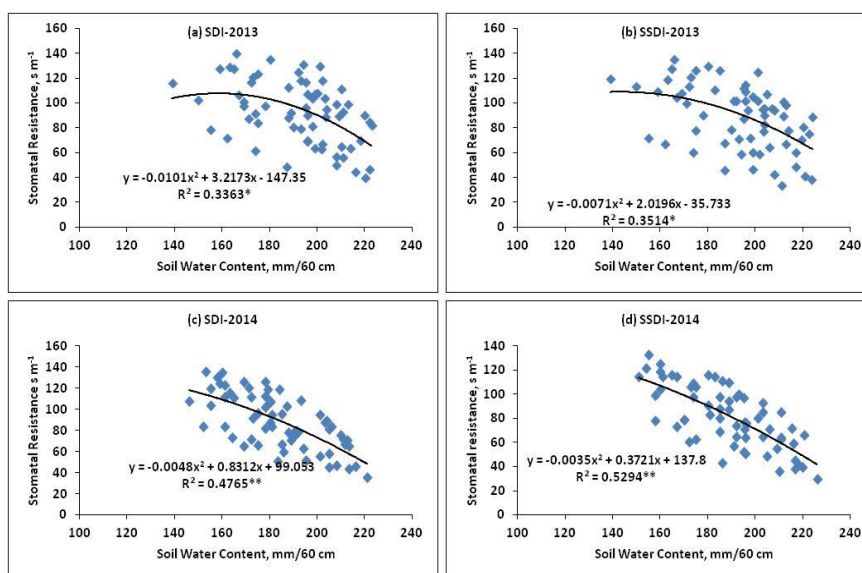 (a) SDI-2013
Stomatal Resistance, s m⁻¹
160
140
120
100
80
60
40
20
0
y = -0.0101x² + 3.2173x - 147.35
R² = 0.3363*
100 120 140 160 180 200 220 240
Soil Water Content, mm/60 cm
(b) SSDI-2013
Stomatal Resistance, s m⁻¹
160
140
120
100
80
60
40
20
0
y = -0.0071x² + 2.0196x - 35.733
R² = 0.3514*
100 120 140 160 180 200 220 240
Soil Water Content, mm/60 cm
(c) SDI-2014
Stomatal Resistance s m⁻¹
160
140
120
100
80
60
40
20
0
y = -0.0048x² + 0.8312x + 99.053
R² = 0.4765**
100 120 140 160 180 200 220 240
Soil Water Content, mm/60 cm
(d) SSDI-2014
Stomatal resistance, s m⁻¹
160
140
120
100
80
60
40
20
0
y = -0.0035x² + 0.3721x + 137.8
R² = 0.5294**
100 120 140 160 180 200 220 240
Soil Water Content, mm/60 cm